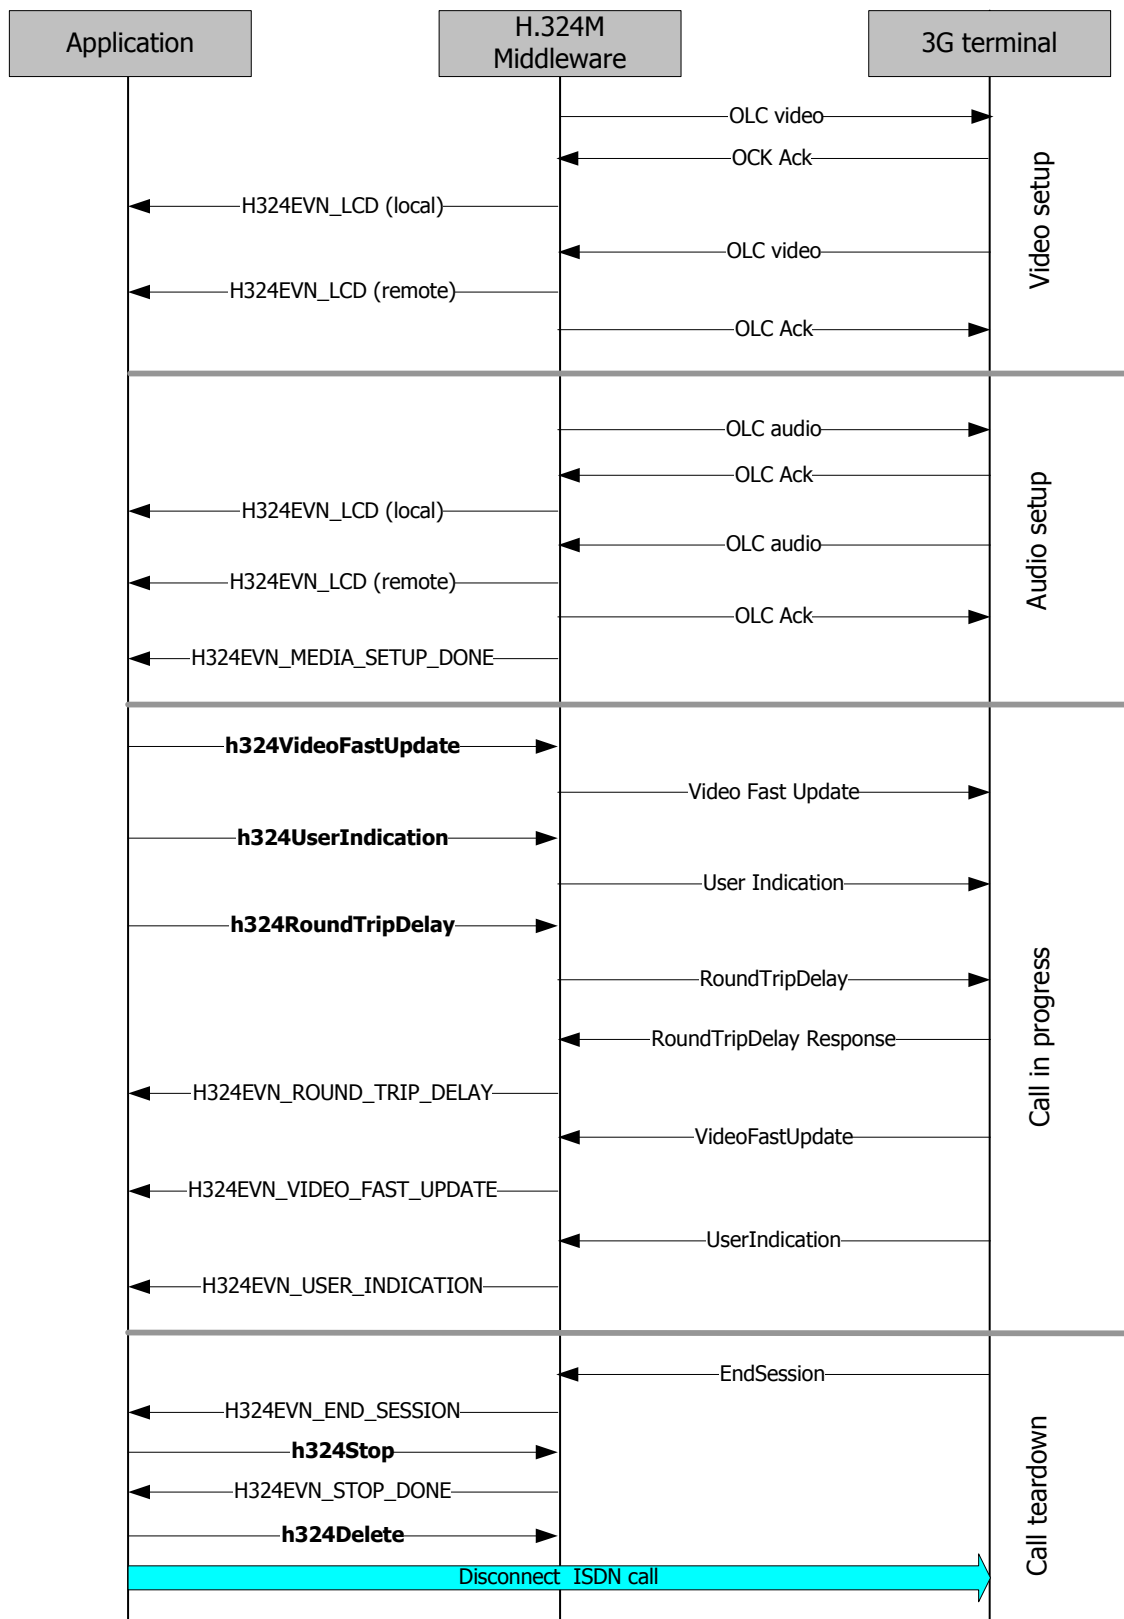 Application
H.324M
Middleware
3G terminal
OLC video
OCK Ack
H324EVN_LCD (local)
OLC video
H324EVN_LCD (remote)
OLC Ack
Video setup
OLC audio
OLC Ack
H324EVN_LCD (local)
OLC audio
H324EVN_LCD (remote)
OLC Ack
H324EVN_MEDIA_SETUP_DONE
Audio setup
h324VideoFastUpdate
Video Fast Update
h324UserIndication
User Indication
h324RoundTripDelay
RoundTripDelay
RoundTripDelay Response
H324EVN_ROUND_TRIP_DELAY
VideoFastUpdate
H324EVN_VIDEO_FAST_UPDATE
UserIndication
H324EVN_USER_INDICATION
Call in progress
EndSession
H324EVN_END_SESSION
h324Stop
H324EVN_STOP_DONE
h324Delete
Disconnect ISDN call
Call teardown